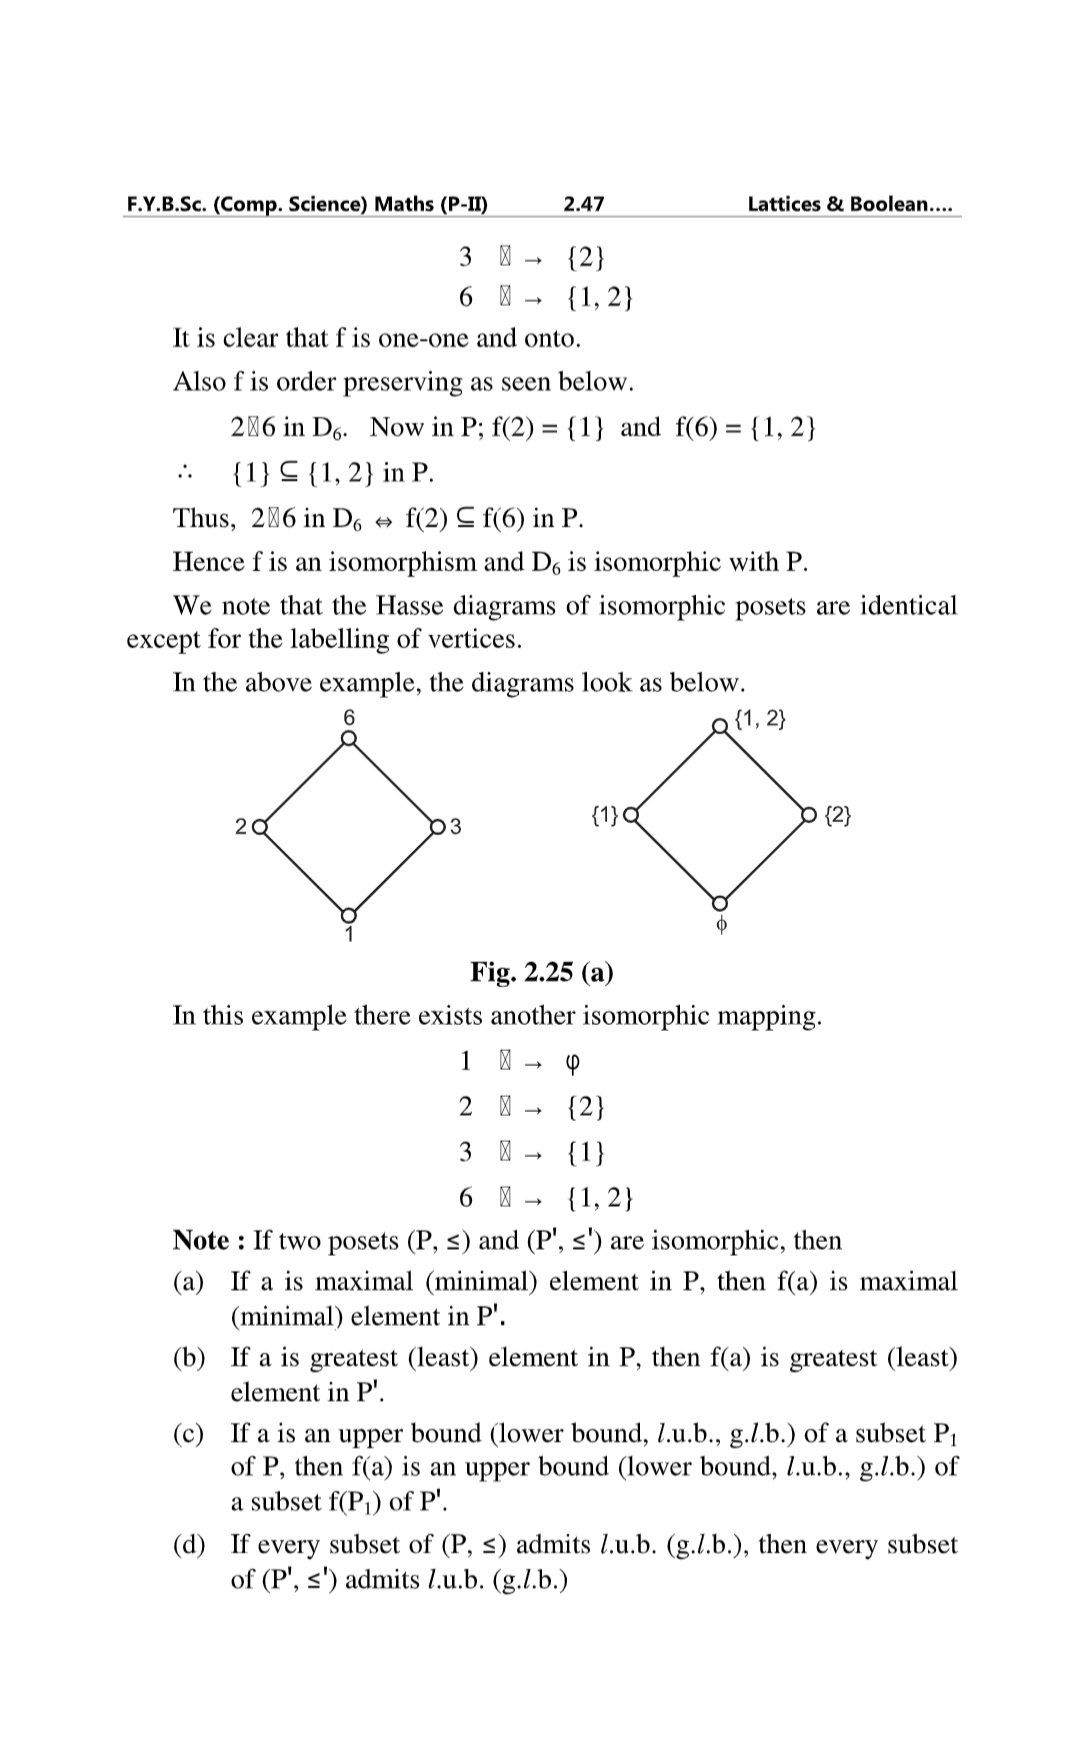 F.Y.B.Sc. (Comp. Science) Maths (P-II) 2.47 Lattices & Boolean....
3 → {2}
6 → {1, 2}
It is clear that f is one-one and onto.
Also f is order preserving as seen below.
2 6 in D₆. Now in P; f(2) = {1} and f(6) = {1, 2}
∴ {1} ⊆ {1, 2} in P.
Thus, 2 6 in D₆ ⇔ f(2) ⊆ f(6) in P.
Hence f is an isomorphism and D₆ is isomorphic with P.
We note that the Hasse diagrams of isomorphic posets are identical
except for the labelling of vertices.
In the above example, the diagrams look as below.
6
2
3
1
{1, 2}
{1}
{2}
ϕ
Fig. 2.25 (a)
In this example there exists another isomorphic mapping.
1 → φ
2 → {2}
3 → {1}
6 → {1, 2}
Note : If two posets (P, ≤) and (P', ≤') are isomorphic, then
(a) If a is maximal (minimal) element in P, then f(a) is maximal
(minimal) element in P'.
(b) If a is greatest (least) element in P, then f(a) is greatest (least)
element in P'.
(c) If a is an upper bound (lower bound, l.u.b., g.l.b.) of a subset P₁
of P, then f(a) is an upper bound (lower bound, l.u.b., g.l.b.) of
a subset f(P₁) of P'.
(d) If every subset of (P, ≤) admits l.u.b. (g.l.b.), then every subset
of (P', ≤') admits l.u.b. (g.l.b.)